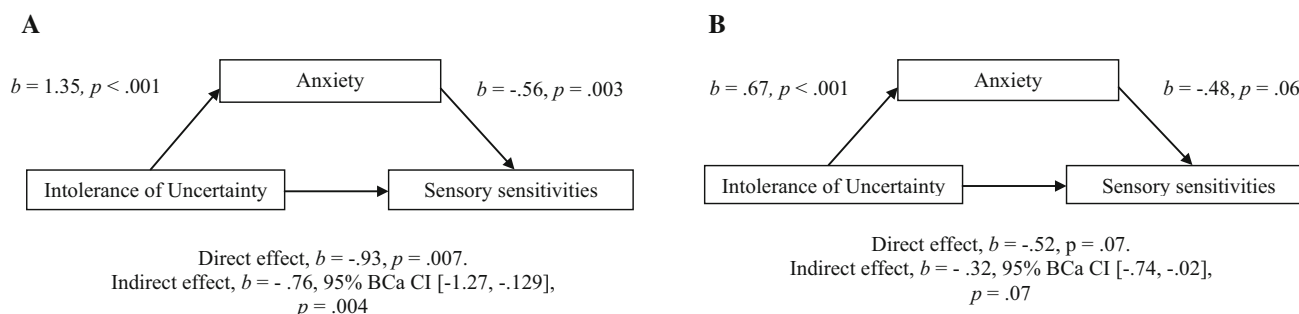 A
Anxiety
b = 1.35, p < .001
b = -.56, p = .003
Intolerance of Uncertainty
Sensory sensitivities
Direct effect, b = -.93, p = .007.
Indirect effect, b = - .76, 95% BCa CI [-1.27, -.129],
p = .004
B
Anxiety
b = .67, p < .001
b = -.48, p = .06
Intolerance of Uncertainty
Sensory sensitivities
Direct effect, b = -.52, p = .07.
Indirect effect, b = - .32, 95% BCa CI [-.74, -.02],
p = .07